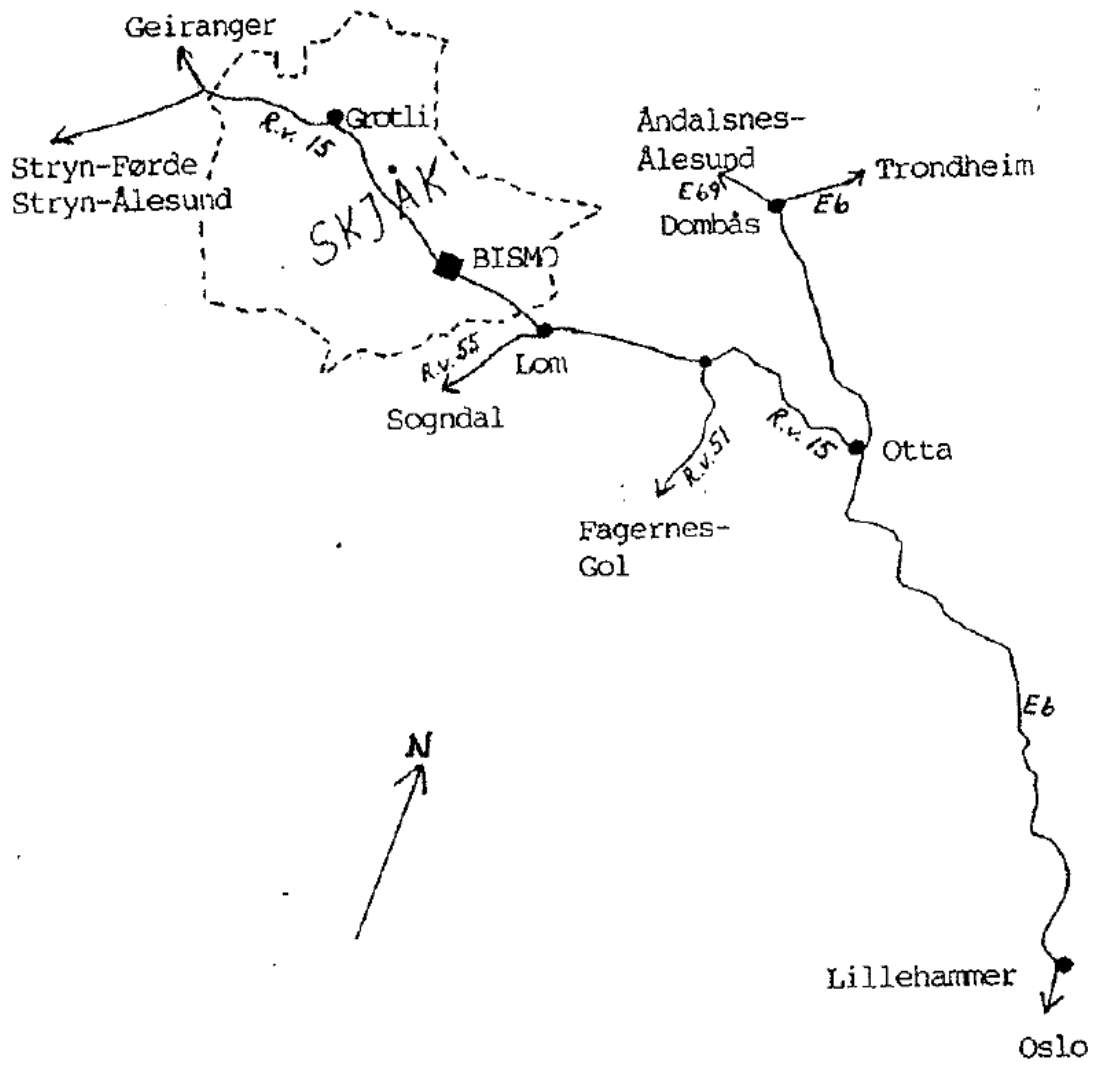 Geiranger
Grotli
R.v. 15
Stryn-Førde
Stryn-Ålesund
SKJÅK
BISMO
Åndalsnes-
Ålesund
E69
Trondheim
E6
Dombås
R.v. 55
Lom
Sogndal
R.v. 51
R.v. 15
Otta
Fagernes-
Gol
E6
N
Lillehammer
Oslo